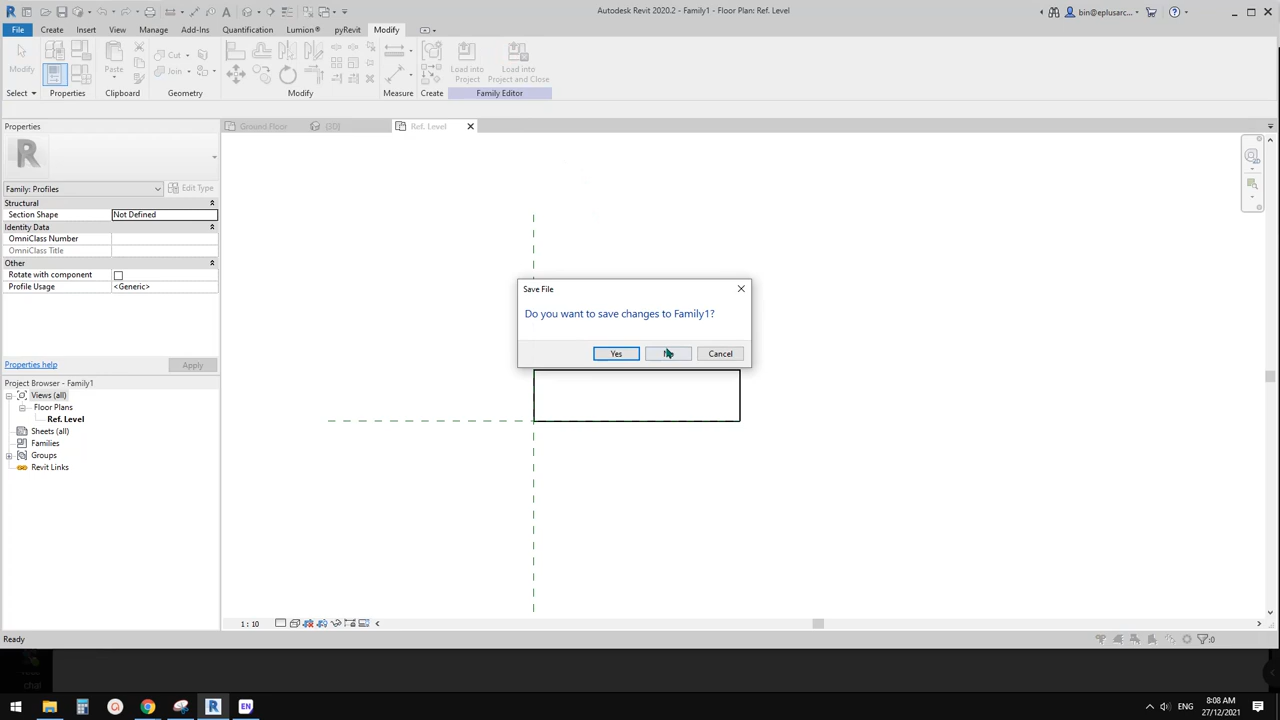 Autodesk Revit 2020.2 - Family1 - Floor Plan: Ref. Level
bin@eplusarc...
File Create Insert View Manage Add-Ins Quantification Lumion® pyRevit Modify
Modify
Paste
Cut
Join
Load into Project
Load into Project and Close
Select Properties Clipboard Geometry Modify Measure Create Family Editor
Properties
Ground Floor
{3D}
Ref. Level
R
Family: Profiles
Edit Type
Structural
Section Shape Not Defined
Identity Data
OmniClass Number
OmniClass Title
Other
Rotate with component
Profile Usage <Generic>
Save File
Do you want to save changes to Family1?
Yes
Cancel
Properties help
Apply
Project Browser - Family1
Views (all)
Floor Plans
Ref. Level
Sheets (all)
Families
Groups
Revit Links
1 : 10
Ready
:0
8:08 AM
ENG
27/12/2021
EN